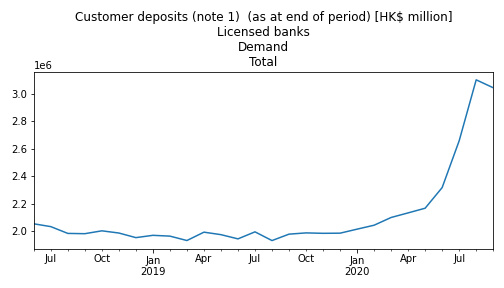 Customer deposits (note 1)  (as at end of period) [HK$ million]
Licensed banks
Demand
Total
1e6
3.0
2.8
2.6
2.4
2.2
2.0
Jul Oct Jan Apr Jul Oct Jan Apr Jul
2019 2020